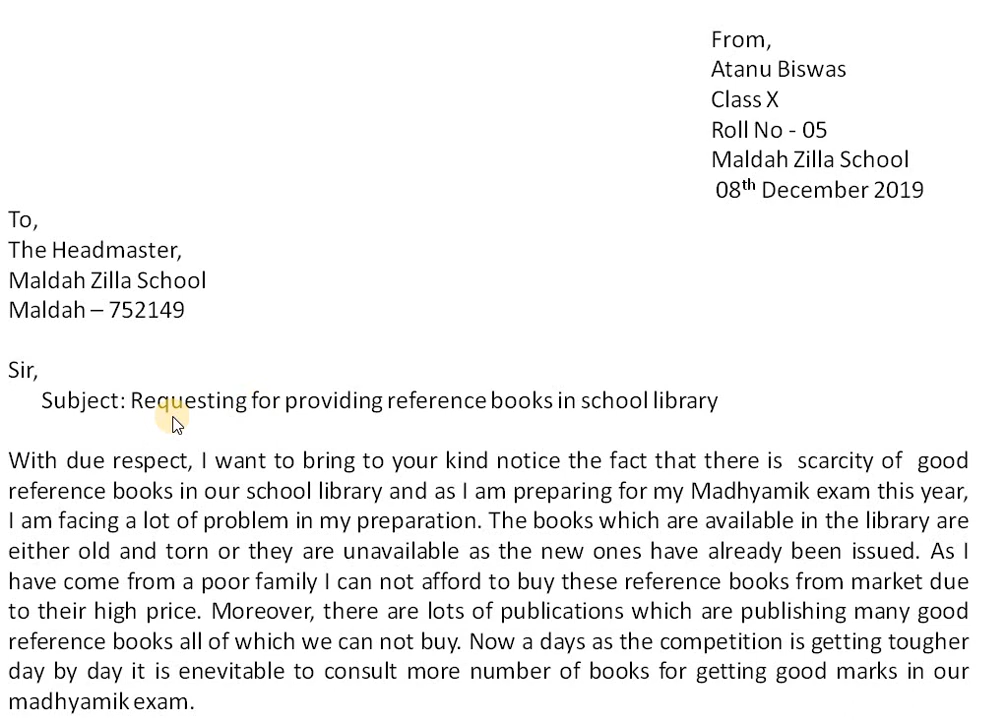 From,
Atanu Biswas
Class X
Roll No - 05
Maldah Zilla School
08th December 2019
To,
The Headmaster,
Maldah Zilla School
Maldah – 752149
Sir,
Subject: Requesting for providing reference books in school library
With due respect, I want to bring to your kind notice the fact that there is scarcity of good
reference books in our school library and as I am preparing for my Madhyamik exam this year,
I am facing a lot of problem in my preparation. The books which are available in the library are
either old and torn or they are unavailable as the new ones have already been issued. As I
have come from a poor family I can not afford to buy these reference books from market due
to their high price. Moreover, there are lots of publications which are publishing many good
reference books all of which we can not buy. Now a days as the competition is getting tougher
day by day it is enevitable to consult more number of books for getting good marks in our
madhyamik exam.